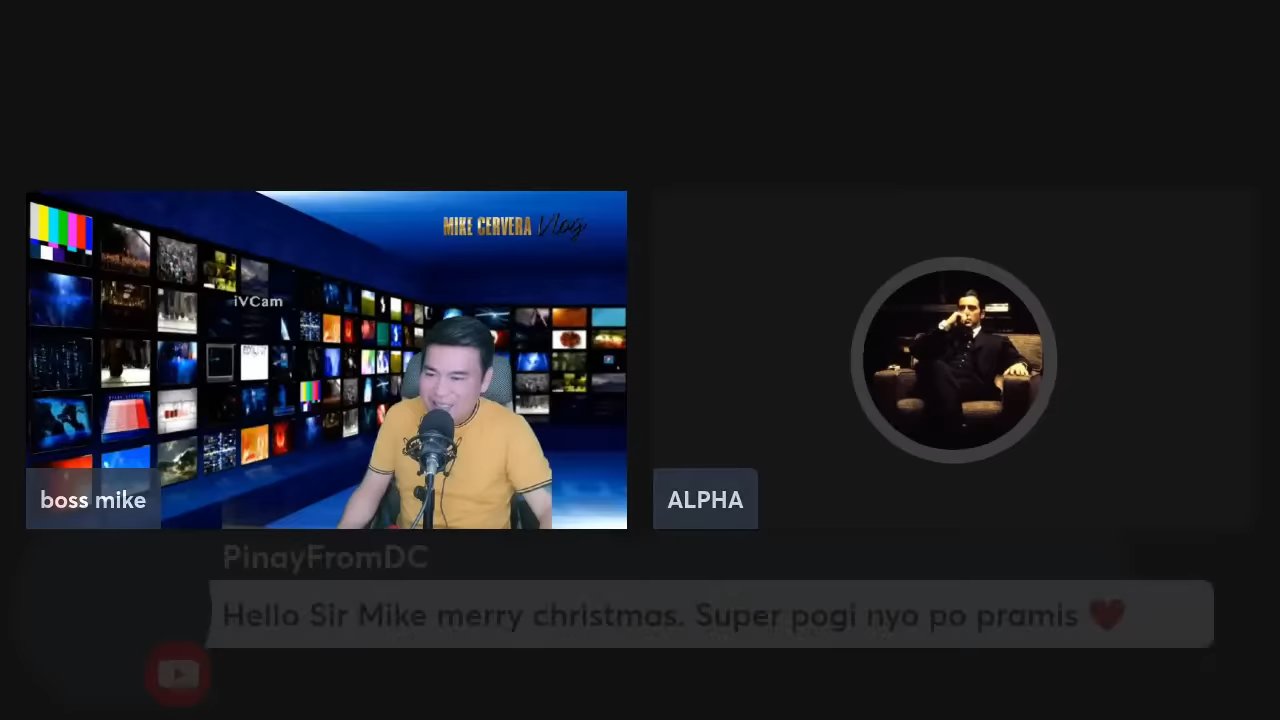 MIKE CERVERA Vlog
iVCam
boss mike
ALPHA
PinayFromDC
Hello Sir Mike merry christmas. Super pogi nyo po pramis ❤